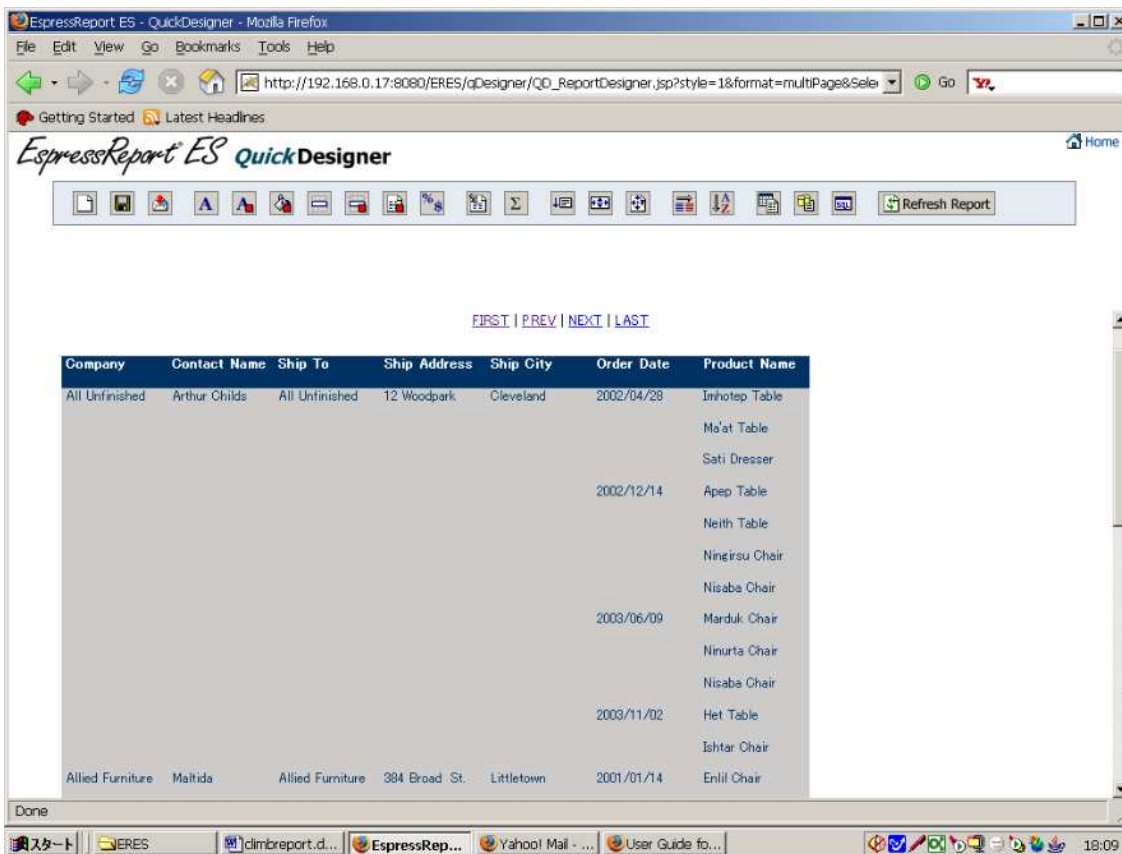 EspressReport ES - QuickDesigner - Mozilla Firefox
File Edit View Go Bookmarks Tools Help
http://192.168.0.17:8080/ERES/qDesigner/QD_ReportDesigner.jsp?style=1&format=multiPage&Sele Go
Getting Started Latest Headlines
EspressReport ES QuickDesigner
Home
Refresh Report
FIRST | PREV | NEXT | LAST
Company Contact Name Ship To Ship Address Ship City Order Date Product Name
All Unfinished Arthur Childs All Unfinished 12 Woodpark Cleveland 2002/04/28 Imhotep Table
Ma'at Table
Sati Dresser
2002/12/14 Apep Table
Neith Table
Ningirsu Chair
Nisaba Chair
2003/06/09 Marduk Chair
Ninurta Chair
Nisaba Chair
2003/11/02 Het Table
Ishtar Chair
Allied Furniture Maltida Allied Furniture 384 Broad St. Littletown 2001/01/14 Enlil Chair
Done
スタート ERES climbreport.d... EspressRep... Yahoo! Mail - ... User Guide fo... 18:09